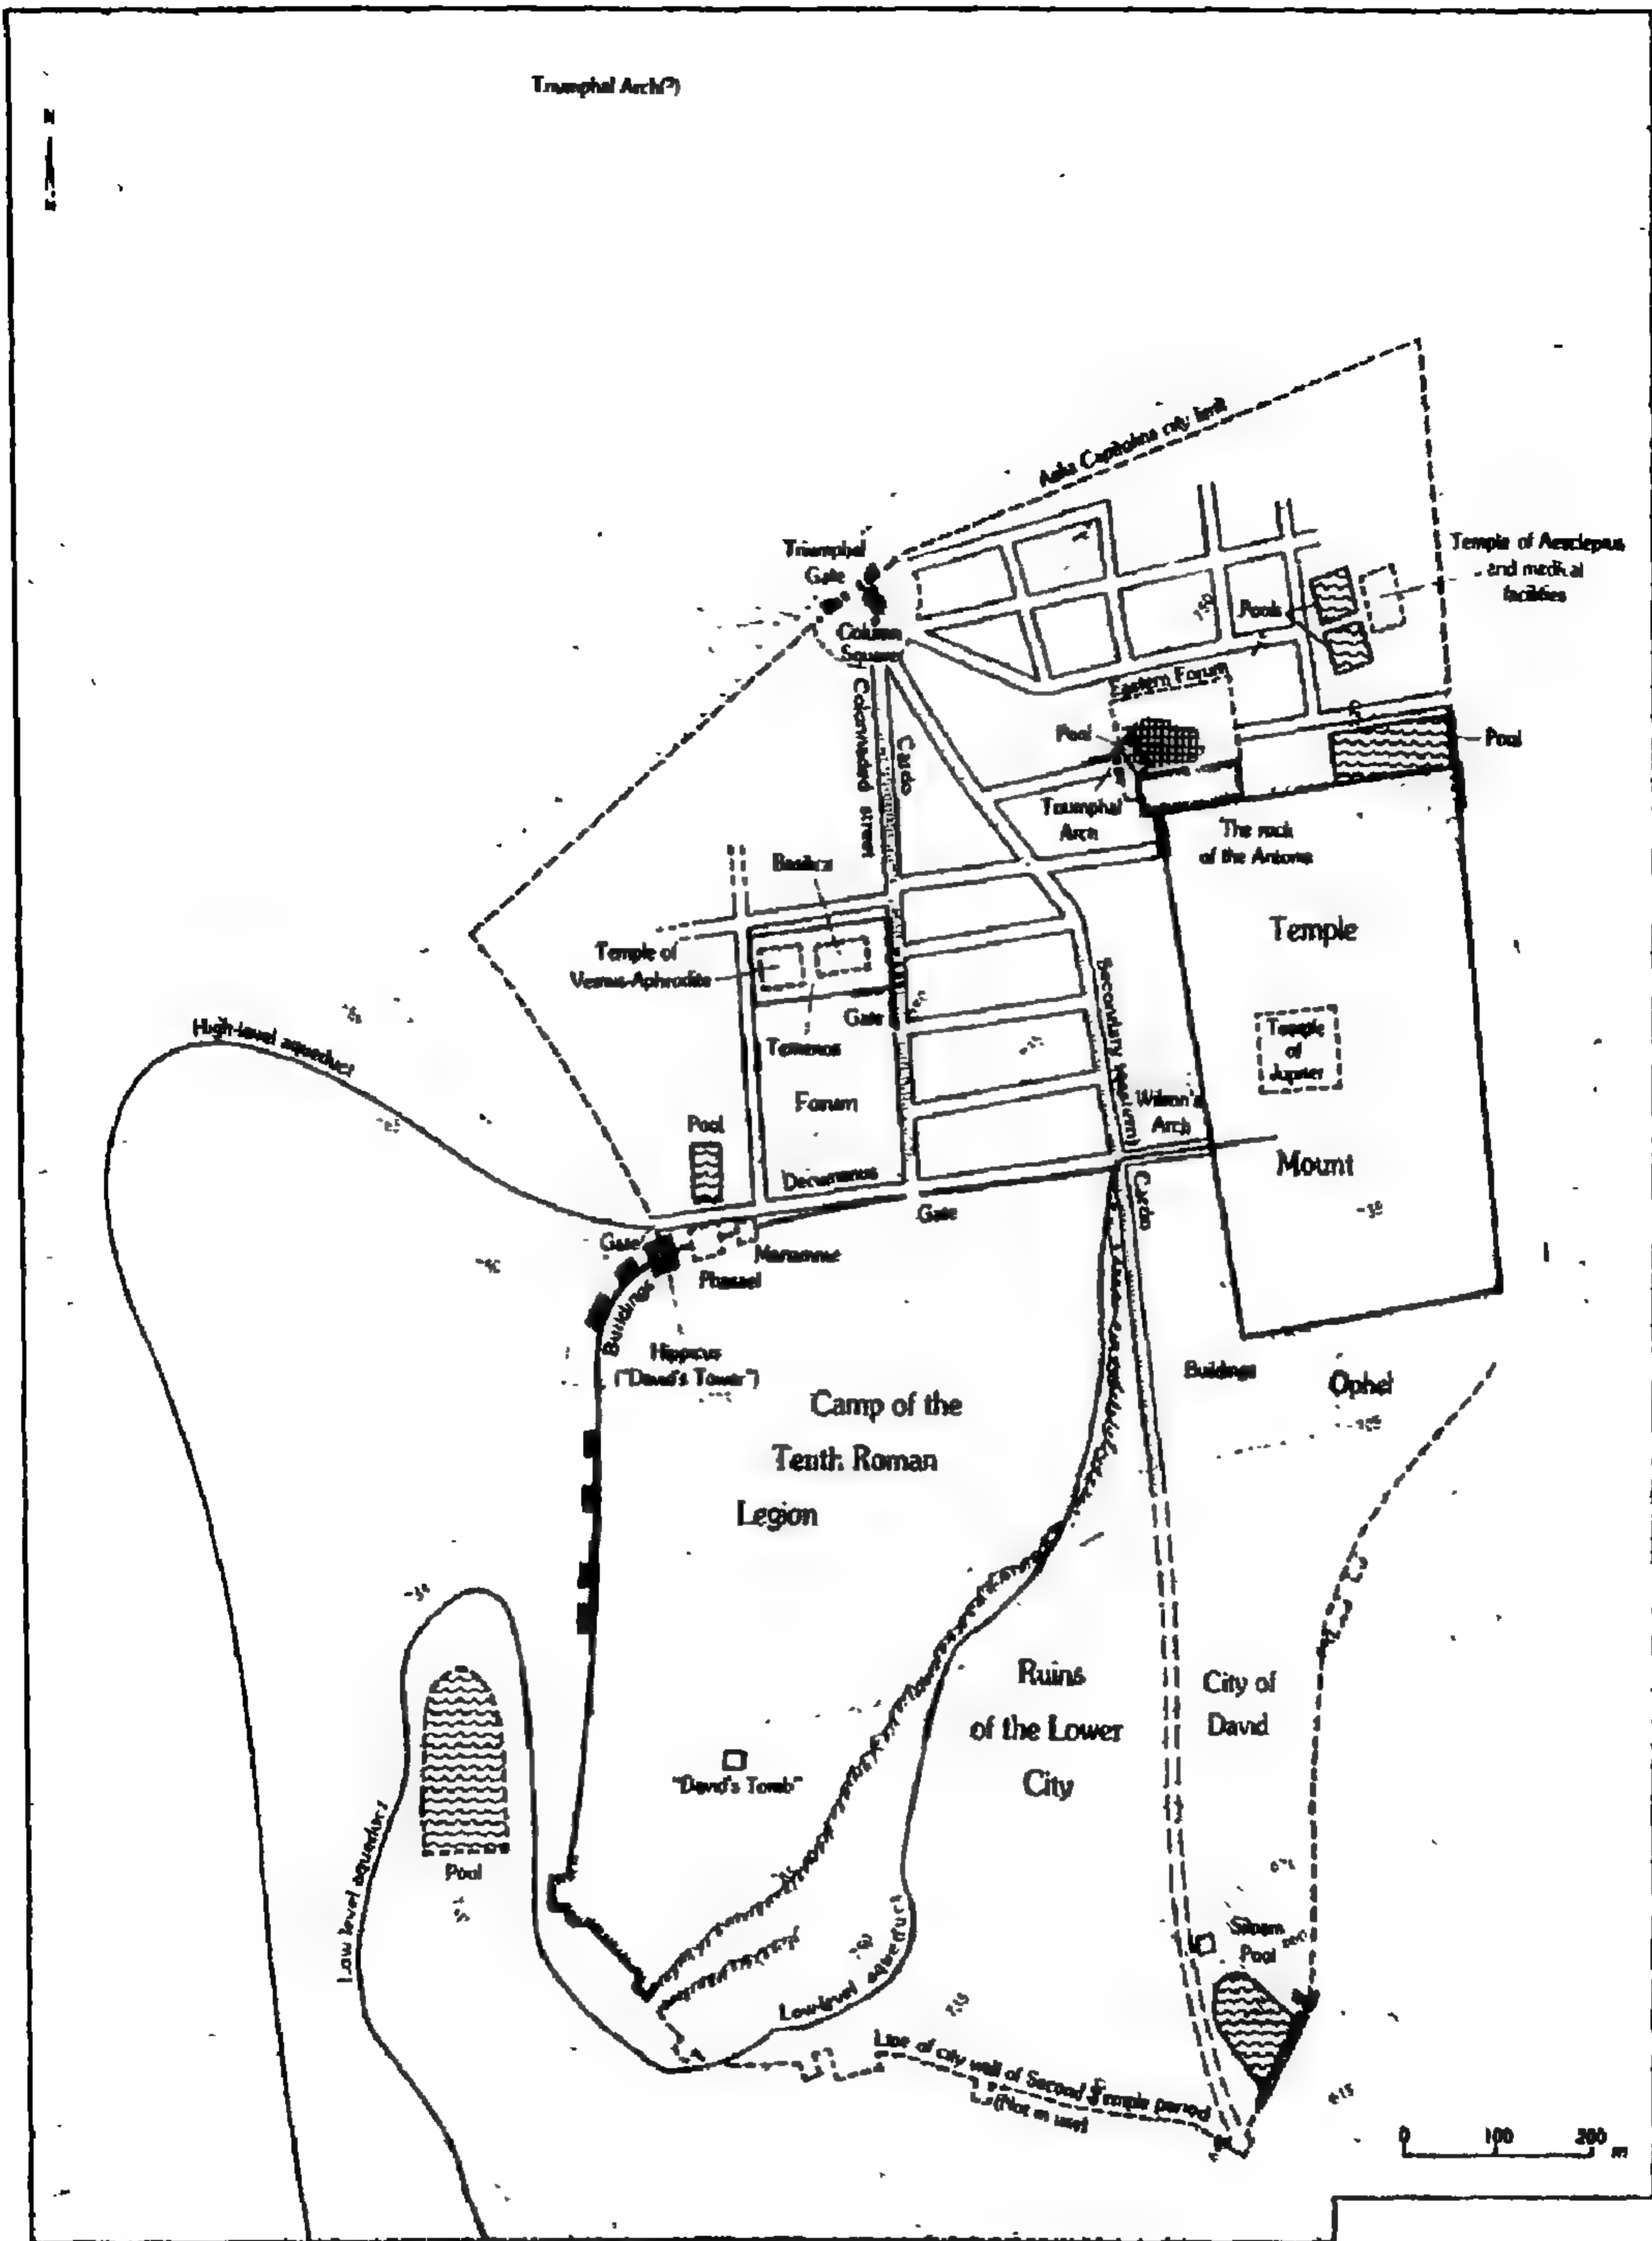 Triumphal Arch(?)
Aelia Capitolina city limit
Triumphal
Gate
Column
Square
Temple of Aesclepius
and medical
facilities
Pools
Eastern Forum
Colonnaded street
Cardo
Pool
Pool
Triumphal
Arch
The rock
of the Antonia
Basilica
Temple of
Venus-Aphrodite
Gate
Temenos
Temple
Secondary
Temple
of
Jupiter
High-level aqueduct
Forum
Pool
Wilson's
Arch
Mount
Decumanus
Gate
Cardo
Gate
Mariamne
Phasael
Buildings
Hippicus
("David's Tower")
Buildings
Ophel
Camp of the
Tenth Roman
Legion
Ruins
of the Lower
City
City of
David
"David's Tomb"
Pool
Low level aqueduct
Siloam
Pool
Low-level aqueduct
Line of city wall of Second Temple period
(Not in use)
0 100 200 m